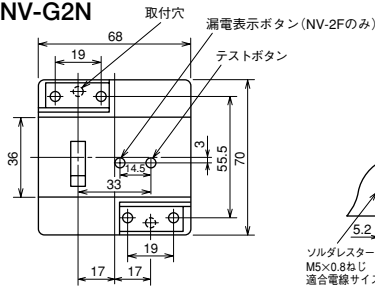 NV-G2N
取付穴
漏電表示ボタン(NV-2Fのみ)
テストボタン
68
19
36
14.5
3
33
55.5
70
19
17
17
5.2
ソルダレスター
M5×0.8ねじ
適合電線サイズ